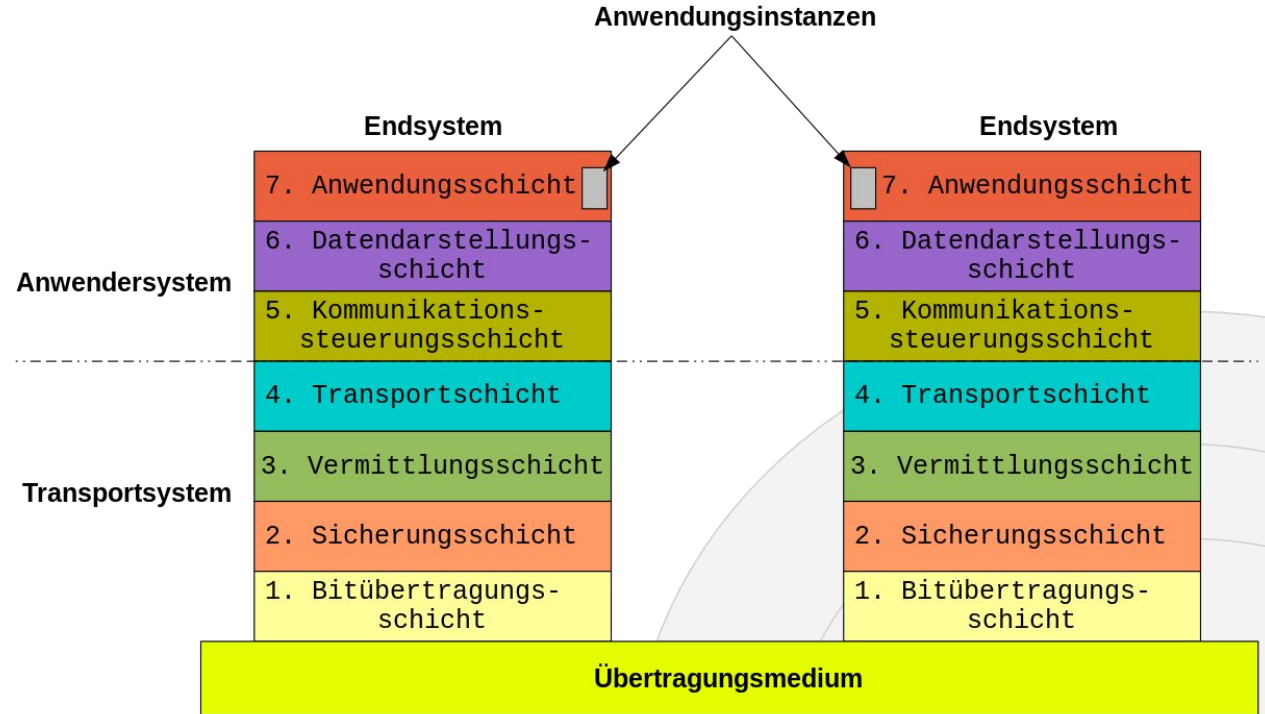 Anwendungsinstanzen
Endsystem
Endsystem
7. Anwendungsschicht
7. Anwendungsschicht
6. Datendarstellungs-
schicht
6. Datendarstellungs-
schicht
Anwendersystem
5. Kommunikations-
steuerungsschicht
5. Kommunikations-
steuerungsschicht
4. Transportschicht
4. Transportschicht
3. Vermittlungsschicht
3. Vermittlungsschicht
Transportsystem
2. Sicherungsschicht
2. Sicherungsschicht
1. Bitübertragungs-
schicht
1. Bitübertragungs-
schicht
Übertragungsmedium